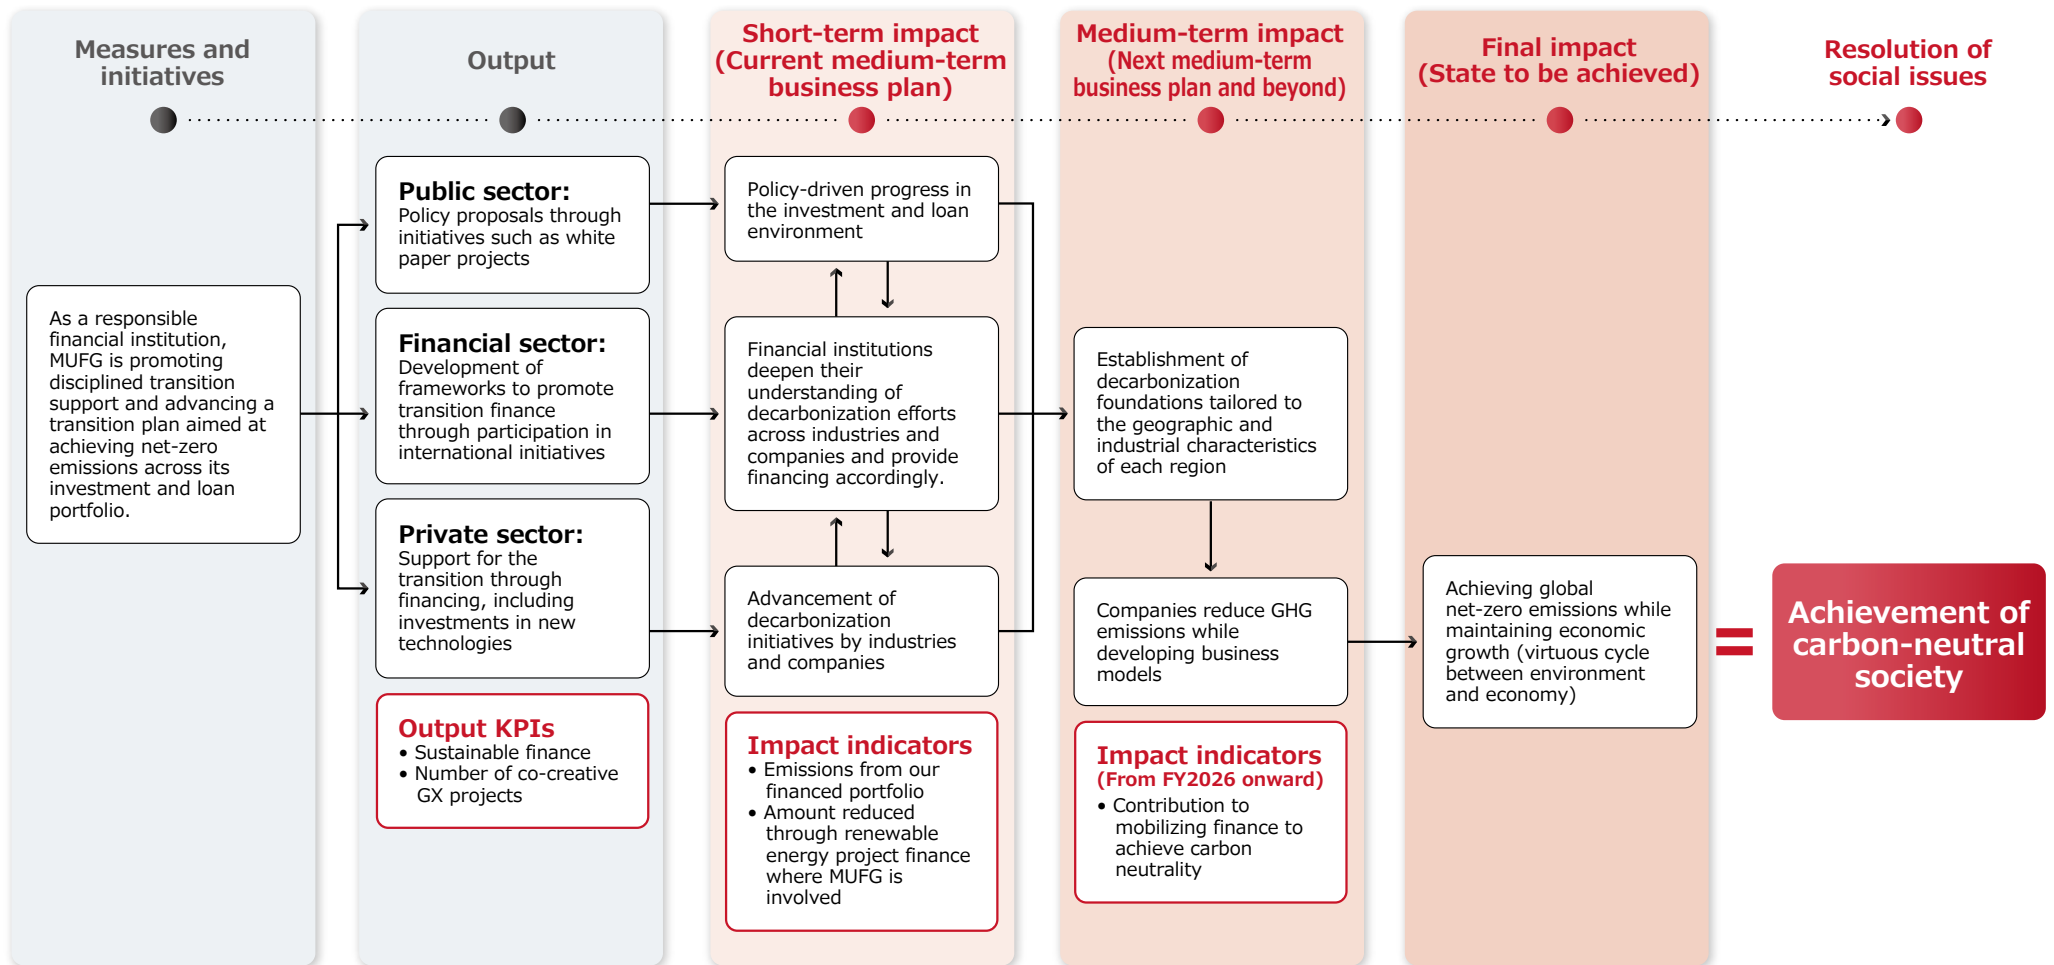 Measures and
initiatives
Output
Short-term impact
(Current medium-term
business plan)
Medium-term impact
(Next medium-term
business plan and beyond)
Final impact
(State to be achieved)
Resolution of
social issues
As a responsible
financial institution,
MUFG is promoting
disciplined transition
support and advancing a
transition plan aimed at
achieving net-zero
emissions across its
investment and loan
portfolio.
Public sector:
Policy proposals through
initiatives such as white
paper projects
Financial sector:
Development of
frameworks to promote
transition finance
through participation in
international initiatives
Private sector:
Support for the
transition through
financing, including
investments in new
technologies
Output KPIs
• Sustainable finance
• Number of co-creative
GX projects
Policy-driven progress in
the investment and loan
environment
Financial institutions
deepen their
understanding of
decarbonization efforts
across industries and
companies and provide
financing accordingly.
Advancement of
decarbonization
initiatives by industries
and companies
Impact indicators
• Emissions from our
financed portfolio
• Amount reduced
through renewable
energy project finance
where MUFG is
involved
Establishment of
decarbonization
foundations tailored to
the geographic and
industrial characteristics
of each region
Companies reduce GHG
emissions while
developing business
models
Impact indicators
(From FY2026 onward)
• Contribution to
mobilizing finance to
achieve carbon
neutrality
Achieving global
net-zero emissions while
maintaining economic
growth (virtuous cycle
between environment
and economy)
=
Achievement of
carbon-neutral
society